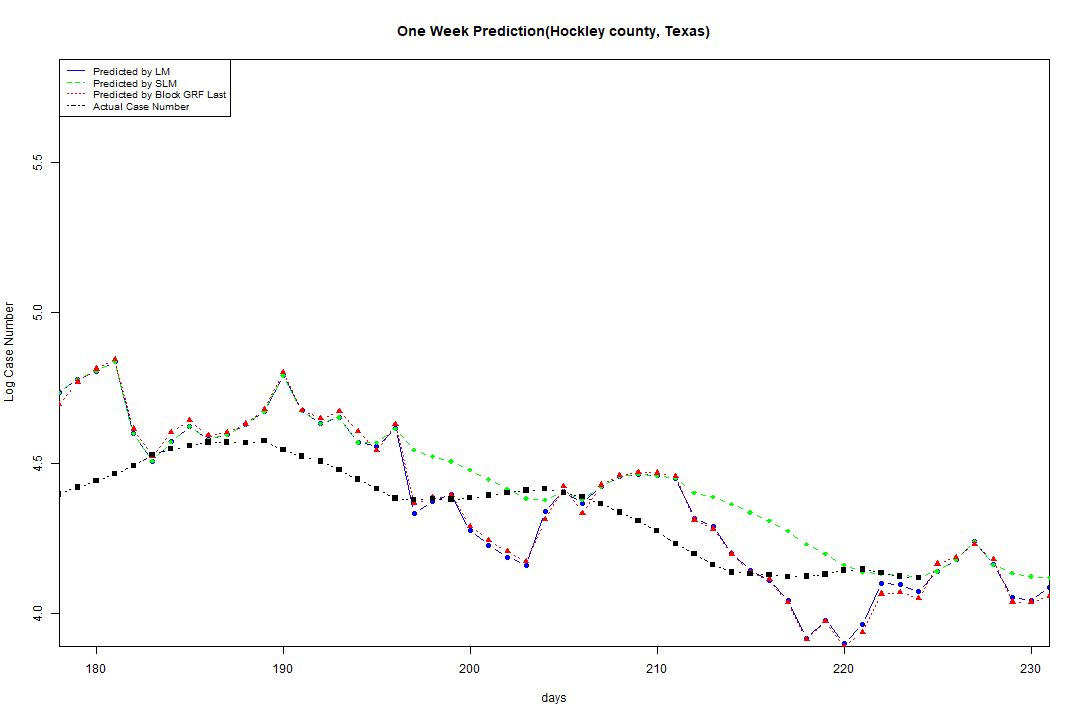 One Week Prediction(Hockley county, Texas)
Predicted by LM
Predicted by SLM
Predicted by Block GRF Last
Actual Case Number
5.5
5.0
4.5
4.0
Log Case Number
180 190 200 210 220 230
days